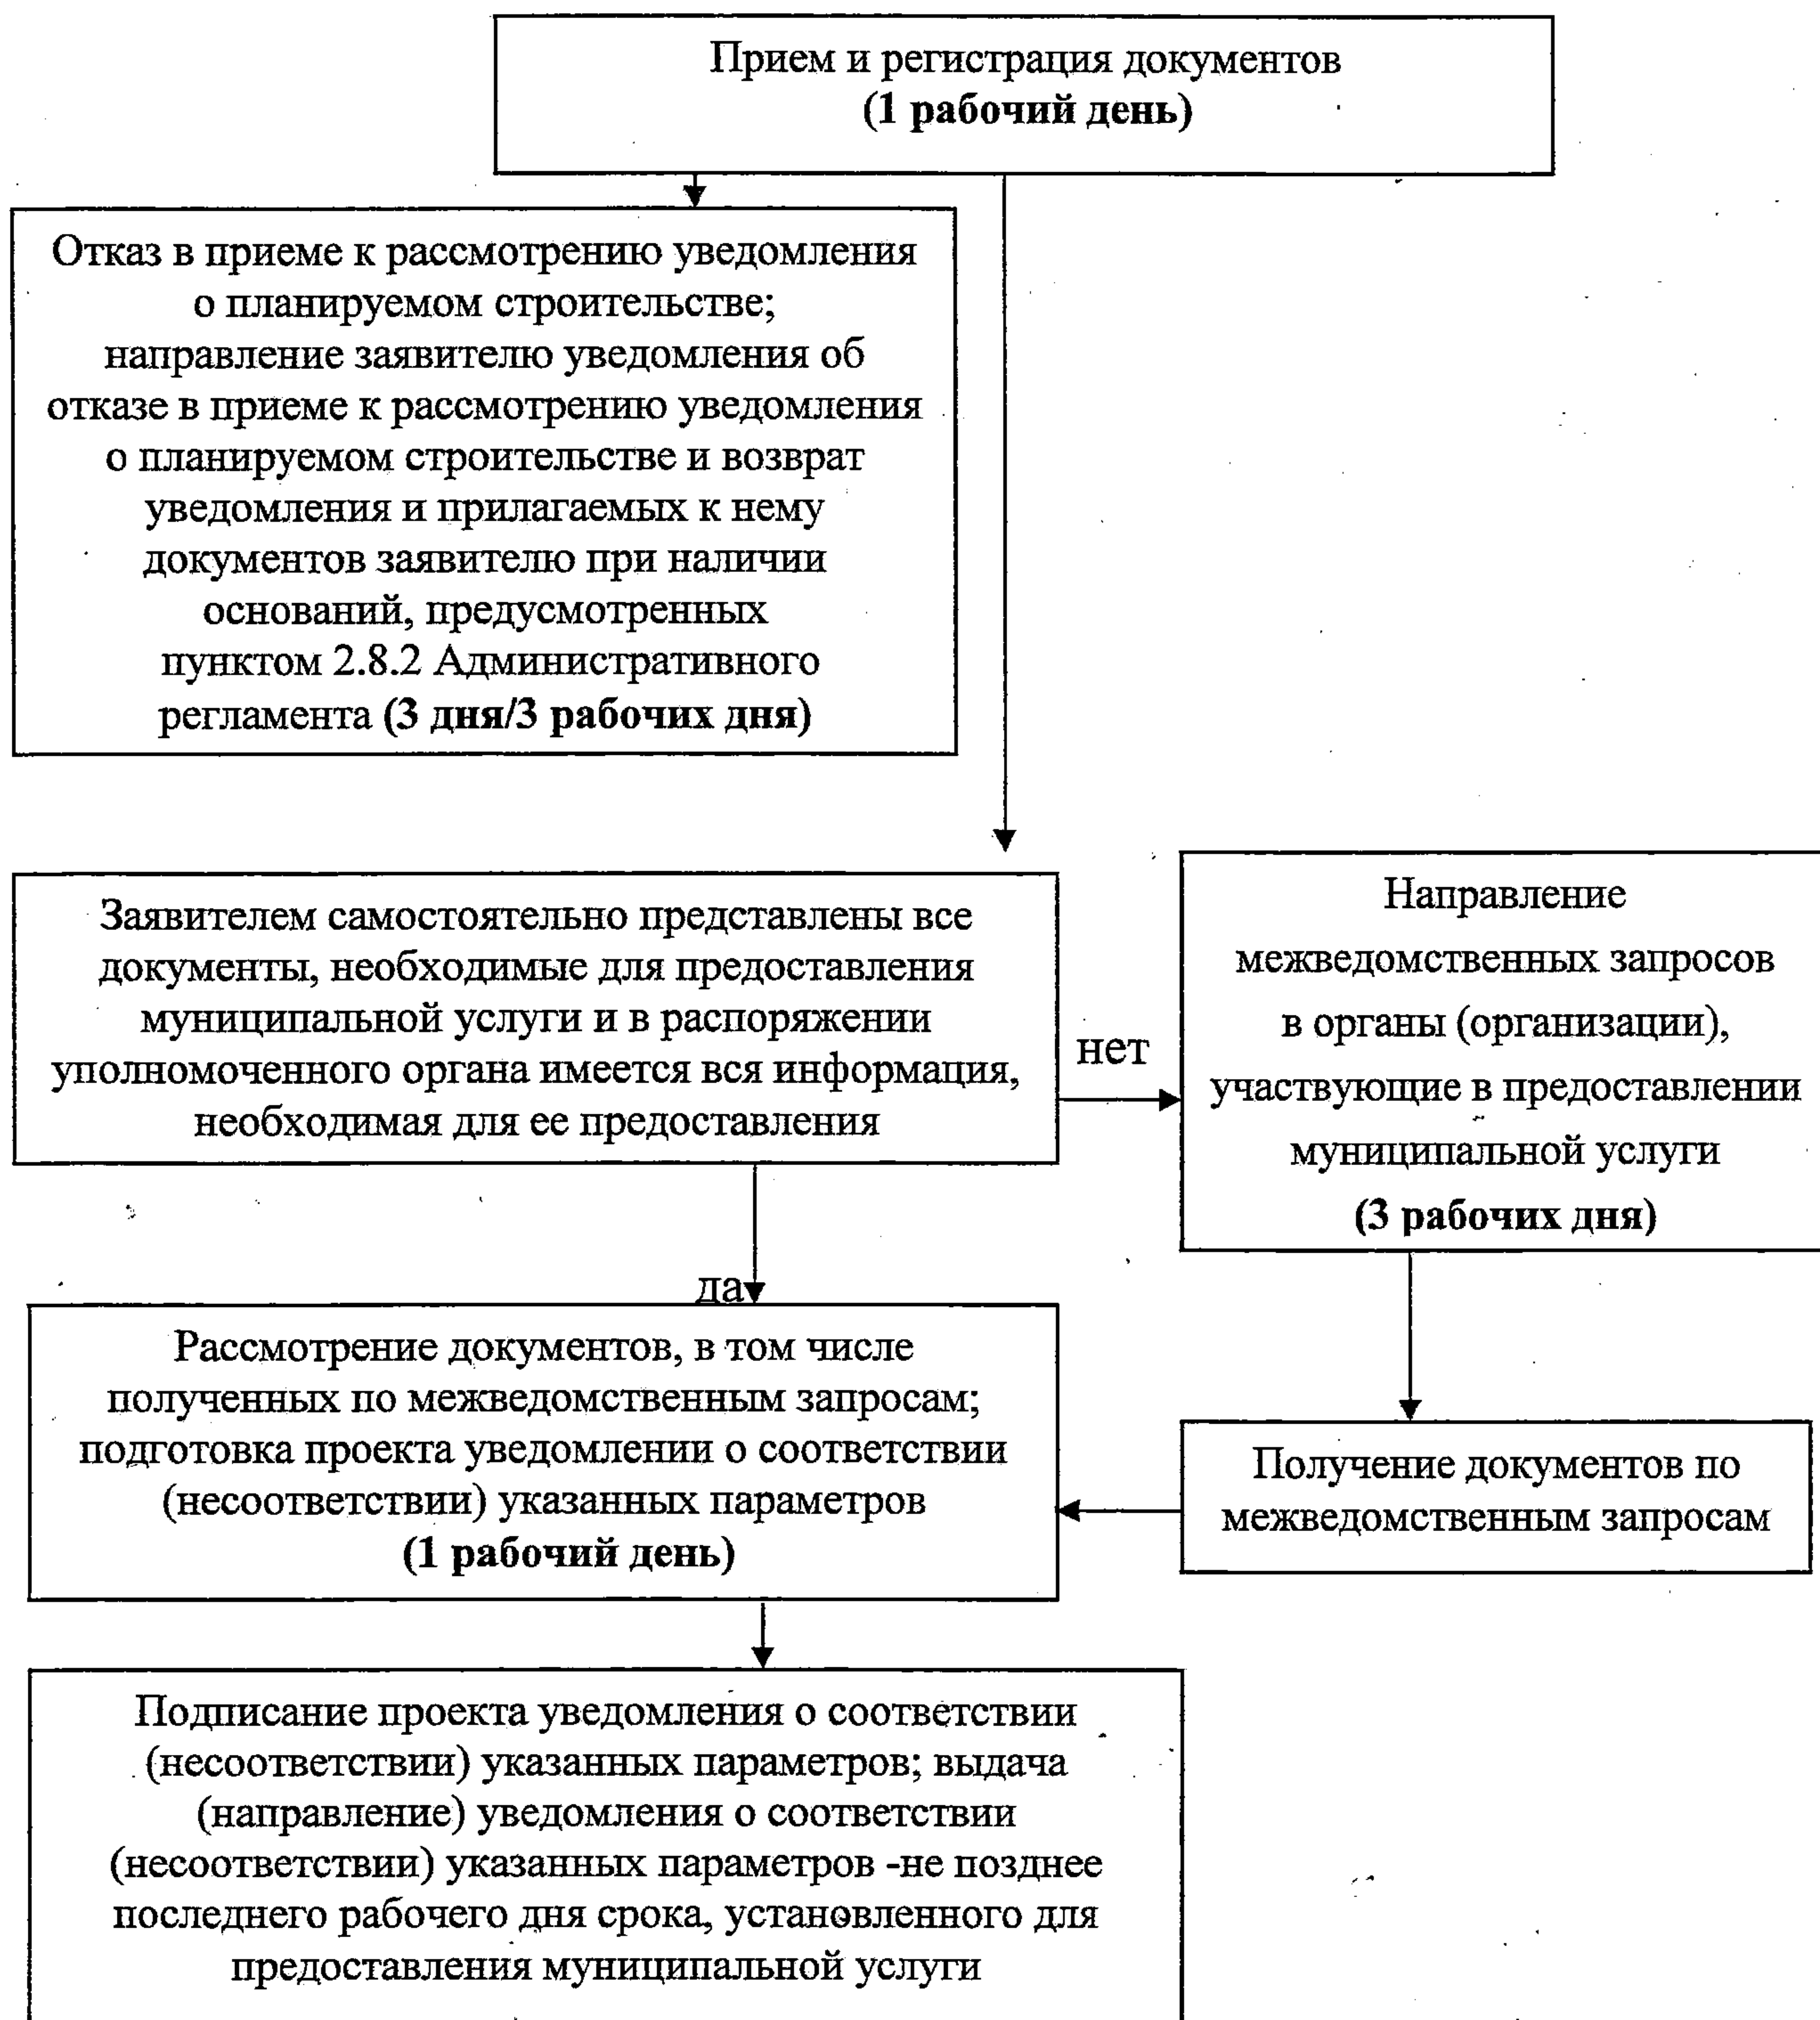 Прием и регистрация документов
(1 рабочий день)
Отказ в приеме к рассмотрению уведомления
о планируемом строительстве;
направление заявителю уведомления об
отказе в приеме к рассмотрению уведомления
о планируемом строительстве и возврат
уведомления и прилагаемых к нему
документов заявителю при наличии
оснований, предусмотренных
пунктом 2.8.2 Административного
регламента (3 дня/3 рабочих дня)
Заявителем самостоятельно представлены все
документы, необходимые для предоставления
муниципальной услуги и в распоряжении
уполномоченного органа имеется вся информация,
необходимая для ее предоставления
нет
Направление
межведомственных запросов
в органы (организации),
участвующие в предоставлении
муниципальной услуги
(3 рабочих дня)
да
Рассмотрение документов, в том числе
полученных по межведомственным запросам;
подготовка проекта уведомлении о соответствии
(несоответствии) указанных параметров
(1 рабочий день)
Получение документов по
межведомственным запросам
Подписание проекта уведомления о соответствии
(несоответствии) указанных параметров; выдача
(направление) уведомления о соответствии
(несоответствии) указанных параметров -не позднее
последнего рабочего дня срока, установленного для
предоставления муниципальной услуги